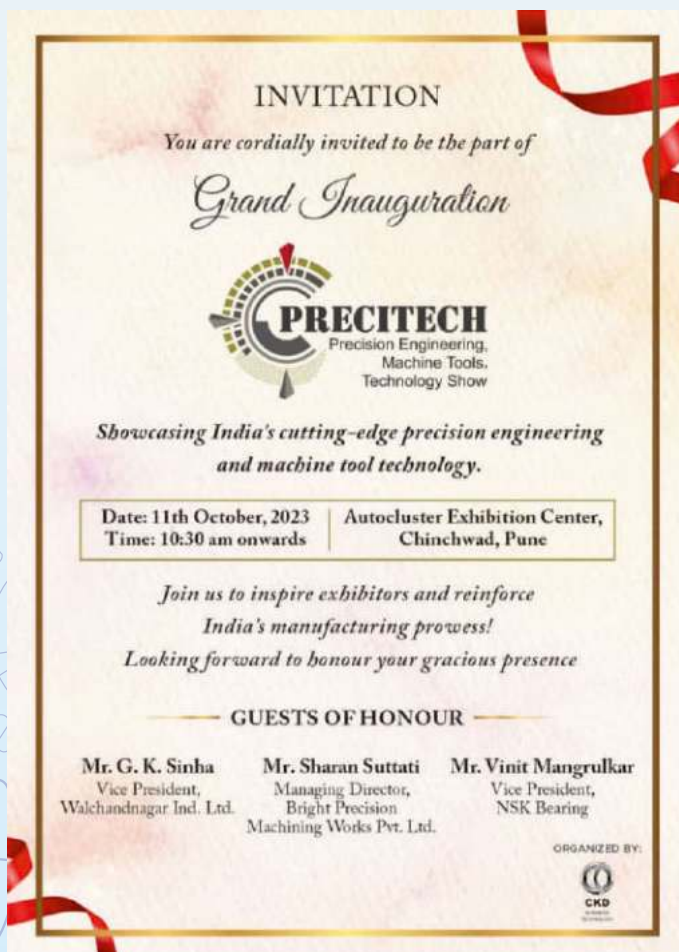 INVITATION
You are cordially invited to be the part of
Grand Inauguration
PRECITECH
Precision Engineering,
Machine Tools,
Technology Show
Showcasing India's cutting-edge precision engineering
and machine tool technology.
Date: 11th October, 2023
Time: 10:30 am onwards
Autocluster Exhibition Center,
Chinchwad, Pune
Join us to inspire exhibitors and reinforce
India's manufacturing prowess!
Looking forward to honour your gracious presence
GUESTS OF HONOUR
Mr. G. K. Sinha
Vice President,
Walchandnagar Ind. Ltd.
Mr. Sharan Suttati
Managing Director,
Bright Precision
Machining Works Pvt. Ltd.
Mr. Vinit Mangrulkar
Vice President,
NSK Bearing
ORGANIZED BY:
CKD